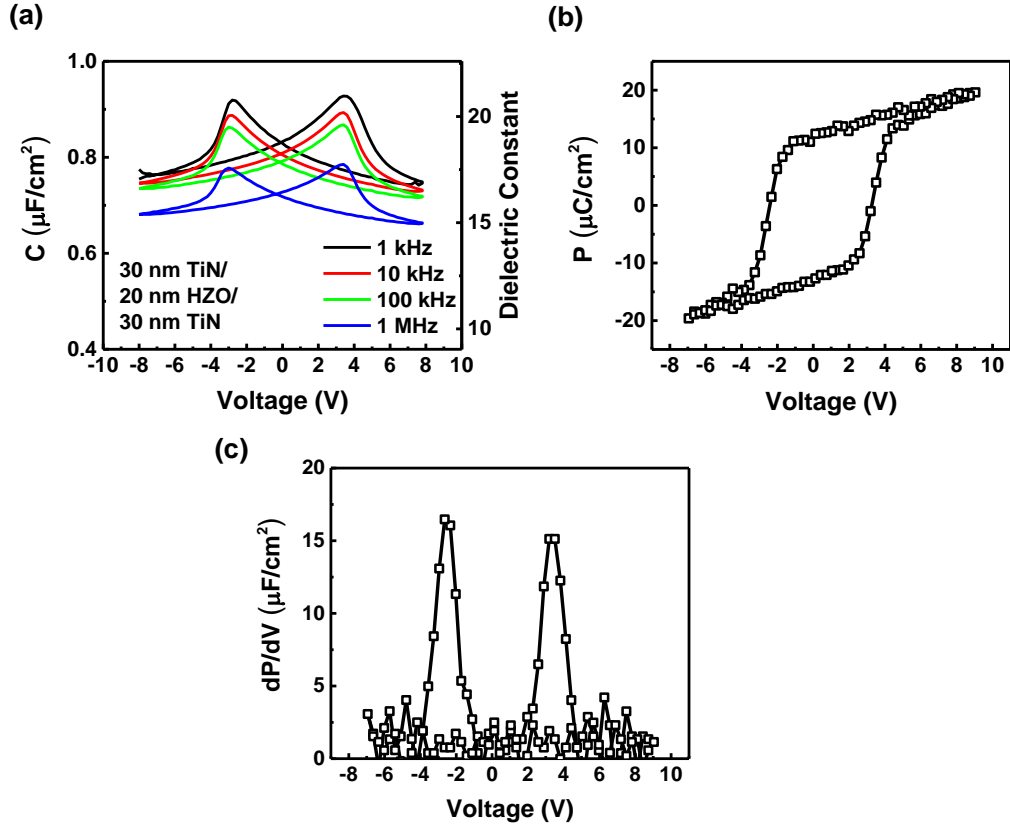 (a)
1.0
0.8
0.6
0.4
C (μF/cm²)
-10 -8 -6 -4 -2 0 2 4 6 8 10
Voltage (V)
20
15
10
Dielectric Constant
30 nm TiN/
20 nm HZO/
30 nm TiN
1 kHz
10 kHz
100 kHz
1 MHz
(b)
20
10
0
-10
-20
P (μC/cm²)
-8 -6 -4 -2 0 2 4 6 8 10
Voltage (V)
(c)
20
15
10
5
0
dP/dV (μF/cm²)
-8 -6 -4 -2 0 2 4 6 8 10
Voltage (V)